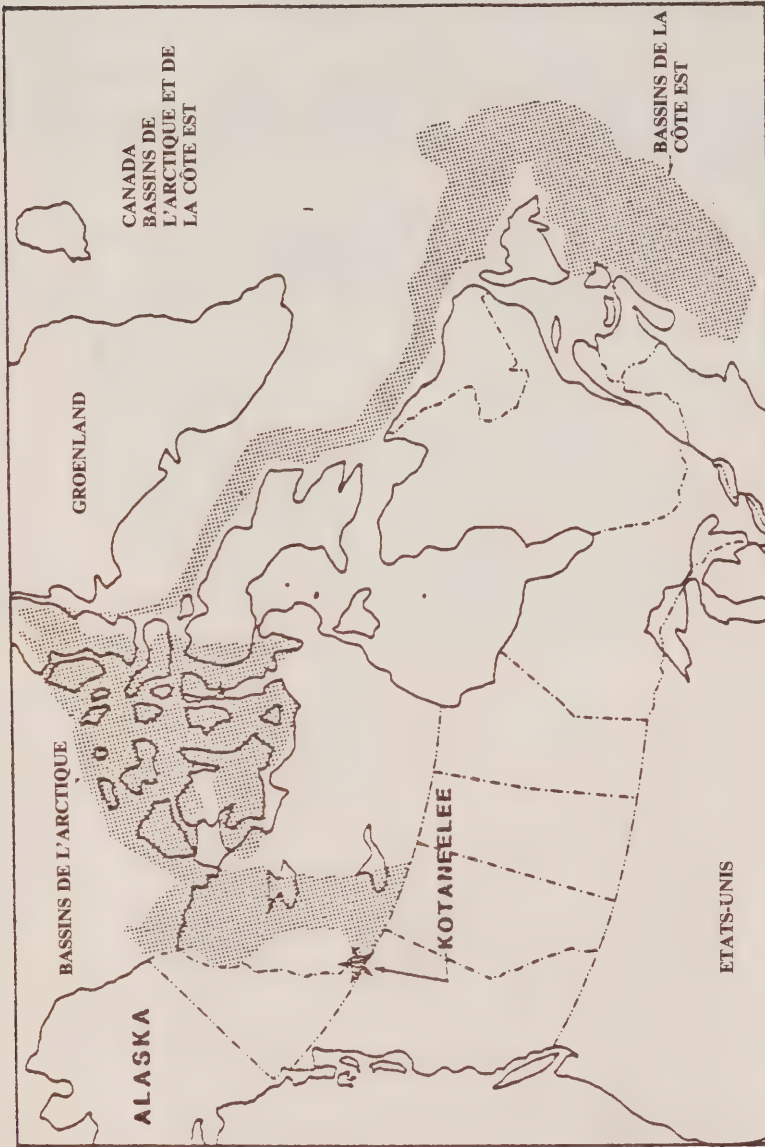 CANADA
BASSINS DE
L'ARCTIQUE ET DE
LA CÔTE EST
GROENLAND
BASSINS DE L'ARCTIQUE
ALASKA
KOTANEELEE
BASSINS DE LA
CÔTE EST
ETATS-UNIS